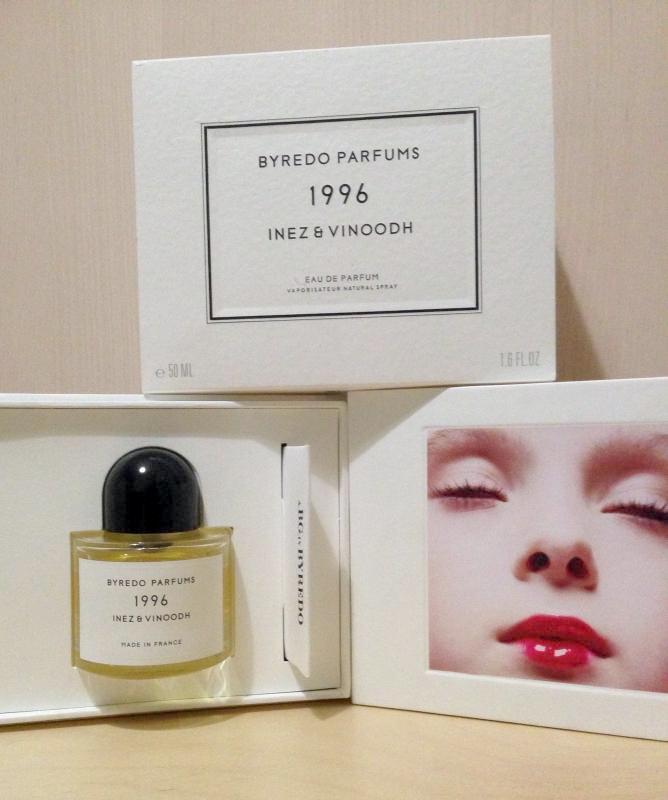 BYREDO PARFUMS
1996
INEZ & VINOODH
EAU DE PARFUM
VAPORISATEUR NATURAL SPRAY
℮ 50 ML
1.6 FL.OZ
BYREDO PARFUMS
1996
INEZ & VINOODH
MADE IN FRANCE
BYREDO